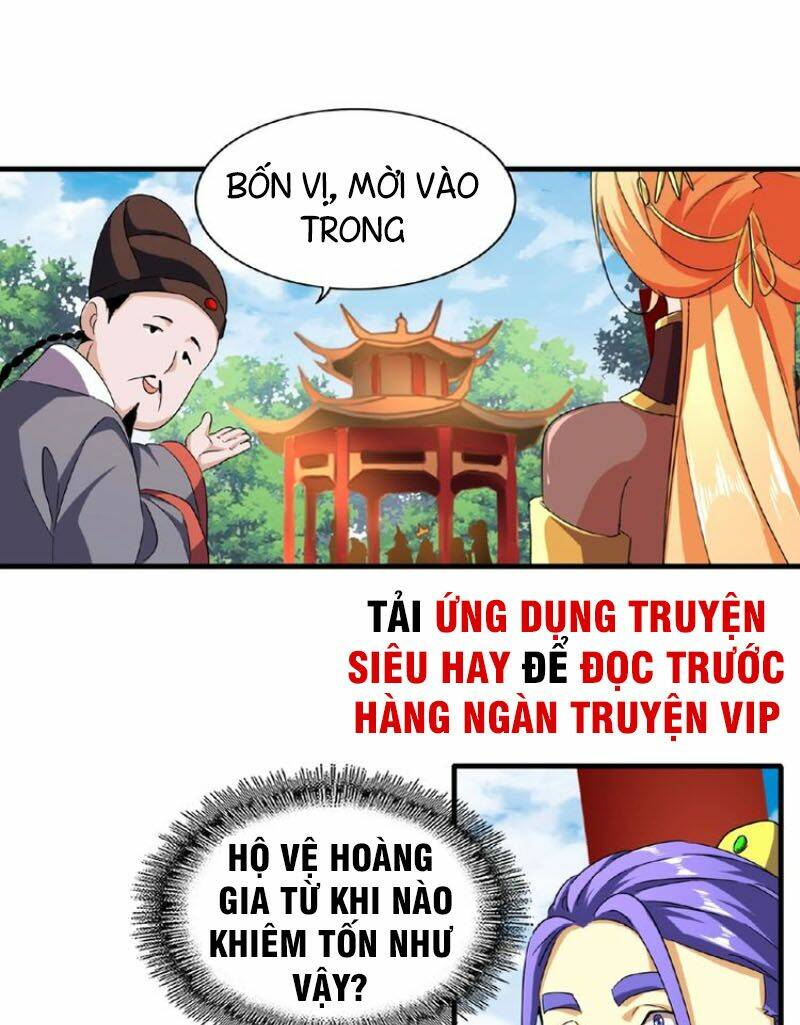 BỐN VỊ, MỜI VÀO
TRONG
TẢI ỨNG DỤNG TRUYỆN
SIÊU HAY ĐỂ ĐỌC TRƯỚC
HÀNG NGÀN TRUYỆN VIP
HỘ VỆ HOÀNG
GIA TỪ KHI NÀO
KHIÊM TỐN NHƯ
VẬY?